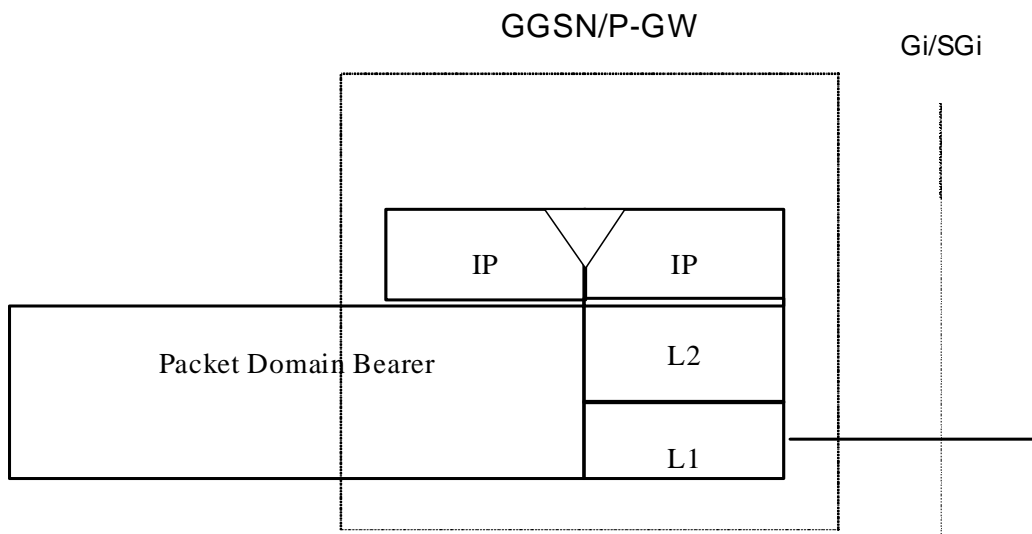 GGSN/P-GW
Gi/SGi
IP
IP
Packet Domain Bearer
L2
L1